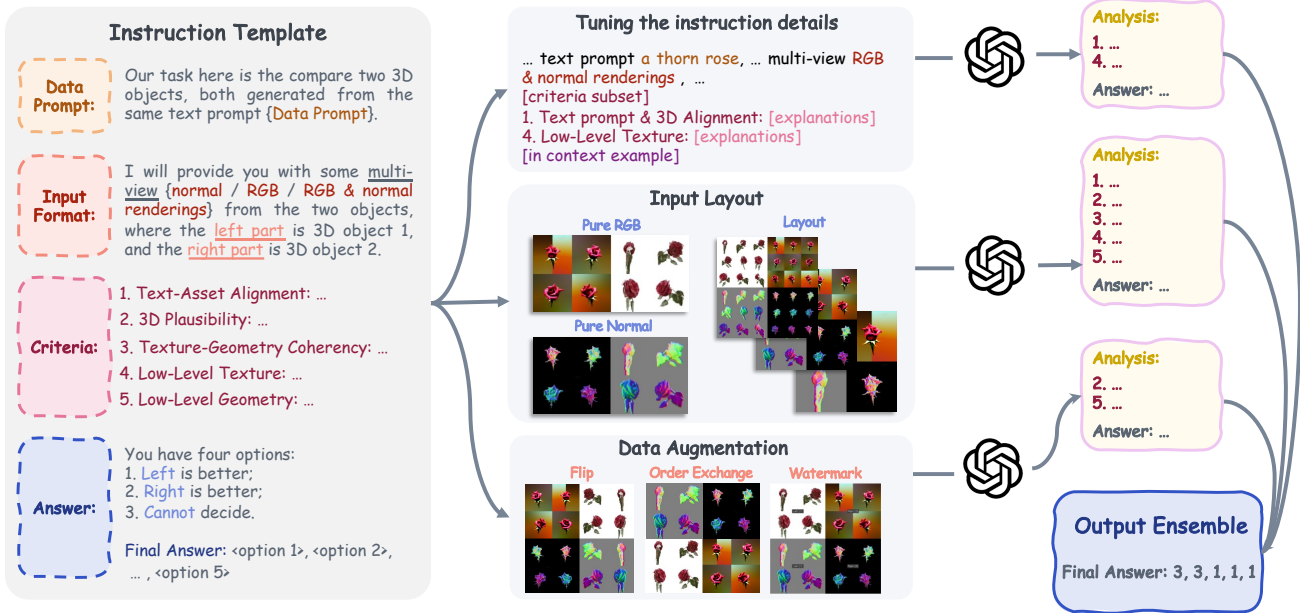 Instruction Template
Data
Prompt:
Our task here is the compare two 3D
objects, both generated from the
same text prompt {Data Prompt}.
Input
Format:
I will provide you with some multi-
view {normal / RGB / RGB & normal
renderings} from the two objects,
where the left part is 3D object 1,
and the right part is 3D object 2.
Criteria:
1. Text-Asset Alignment: ...
2. 3D Plausibility: ...
3. Texture-Geometry Coherency: ...
4. Low-Level Texture: ...
5. Low-Level Geometry: ...
Answer:
You have four options:
1. Left is better;
2. Right is better;
3. Cannot decide.
Final Answer: <option 1>, <option 2>,
... , <option 5>
Tuning the instruction details
... text prompt a thorn rose, ... multi-view RGB
& normal renderings , ...
[criteria subset]
1. Text prompt & 3D Alignment: [explanations]
4. Low-Level Texture: [explanations]
[in context example]
Input Layout
Pure RGB
Layout
Pure Normal
Data Augmentation
Flip
Order Exchange
Watermark
Analysis:
1. ...
4. ...
Answer: ...
Analysis:
1. ...
2. ...
3. ...
4. ...
5. ...
Answer: ...
Analysis:
2. ...
5. ...
Answer: ...
Output Ensemble
Final Answer: 3, 3, 1, 1, 1